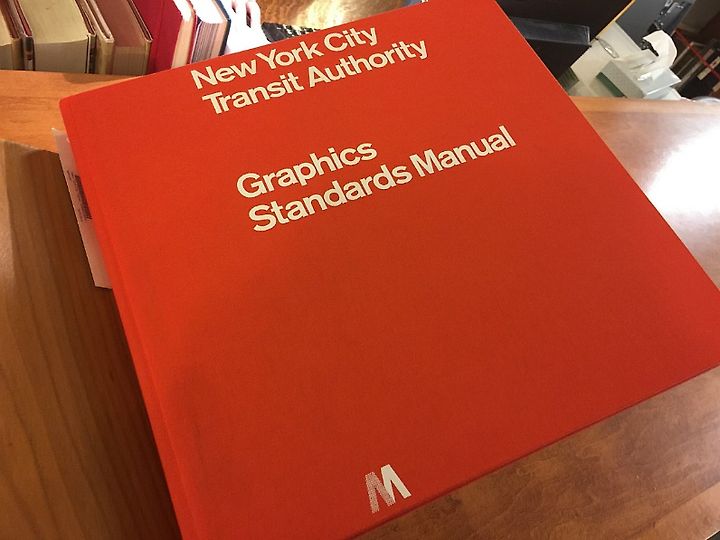 New York City
Transit Authority
Graphics
Standards Manual
M